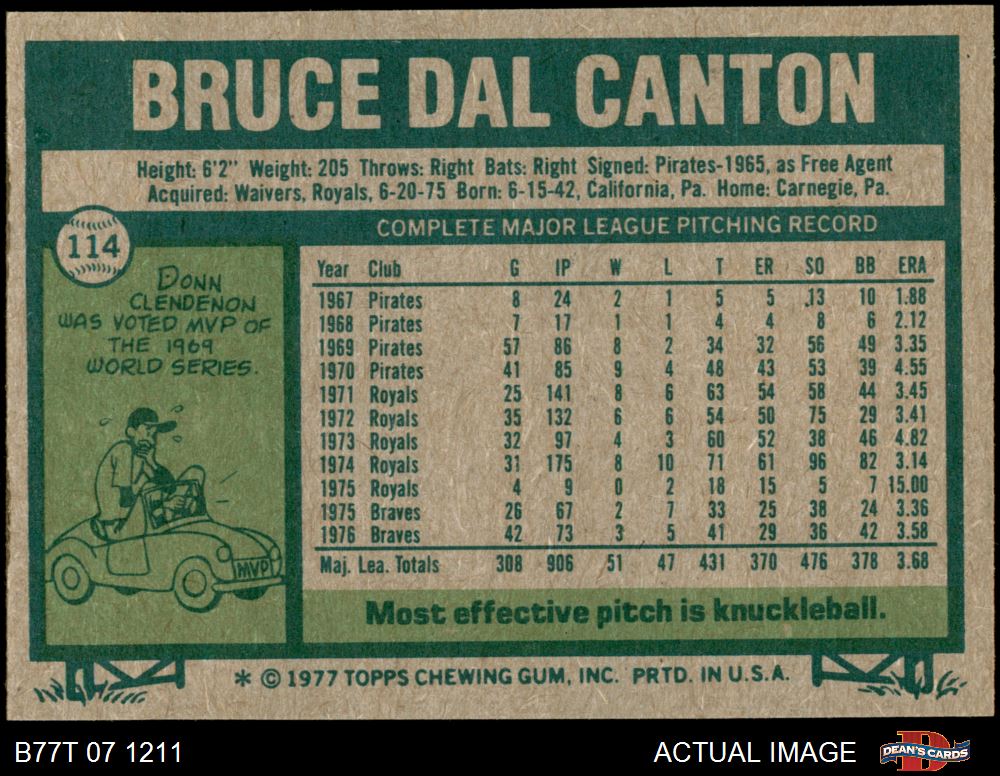 BRUCE DAL CANTON
Height: 6'2" Weight: 205 Throws: Right Bats: Right Signed: Pirates-1965, as Free Agent
Acquired: Waivers, Royals, 6-20-75 Born: 6-15-42, California, Pa. Home: Carnegie, Pa.
114
COMPLETE MAJOR LEAGUE PITCHING RECORD
DONN
CLENDENON
WAS VOTED MVP OF
THE 1969
WORLD SERIES.
MVP
Year Club G IP W L T ER SO BB ERA
1967 Pirates 8 24 2 1 5 5 13 10 1.88
1968 Pirates 7 17 1 1 4 4 8 6 2.12
1969 Pirates 57 86 8 2 34 32 56 49 3.35
1970 Pirates 41 85 9 4 48 43 53 39 4.55
1971 Royals 25 141 8 6 63 54 58 44 3.45
1972 Royals 35 132 6 6 54 50 75 29 3.41
1973 Royals 32 97 4 3 60 52 38 46 4.82
1974 Royals 31 175 8 10 71 61 96 82 3.14
1975 Royals 4 9 0 2 18 15 5 7 15.00
1975 Braves 26 67 2 7 33 25 38 24 3.36
1976 Braves 42 73 3 5 41 29 36 42 3.58
Maj. Lea. Totals 308 906 51 47 431 370 476 378 3.68
Most effective pitch is knuckleball.
* © 1977 TOPPS CHEWING GUM, INC. PRTD. IN U.S.A.
B77T 07 1211
ACTUAL IMAGE
DEAN'S CARDS